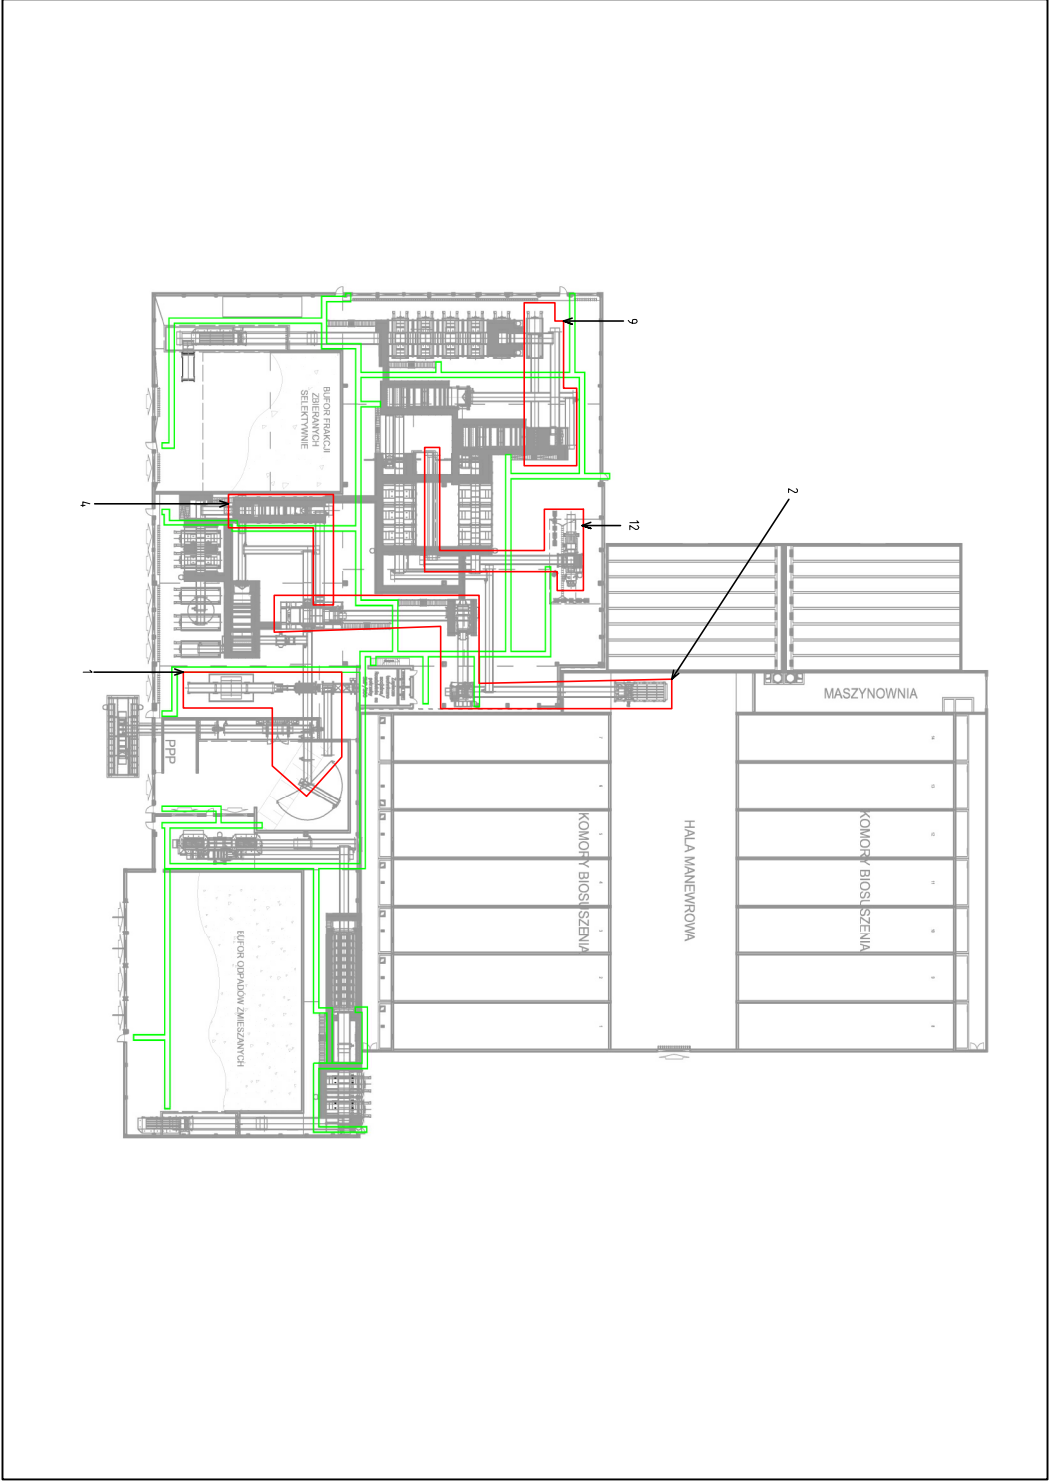 9
BUFOR FRAKCJI
ZBIERANYCH
SELEKTYWNIE
4
2
12
1
MASZYNOWNIA
PPP
KOMORY BIOSUSZENIA
HALA MANEWROWA
KOMORY BIOSUSZENIA
BUFOR ODPADÓW ZMIESZANYCH